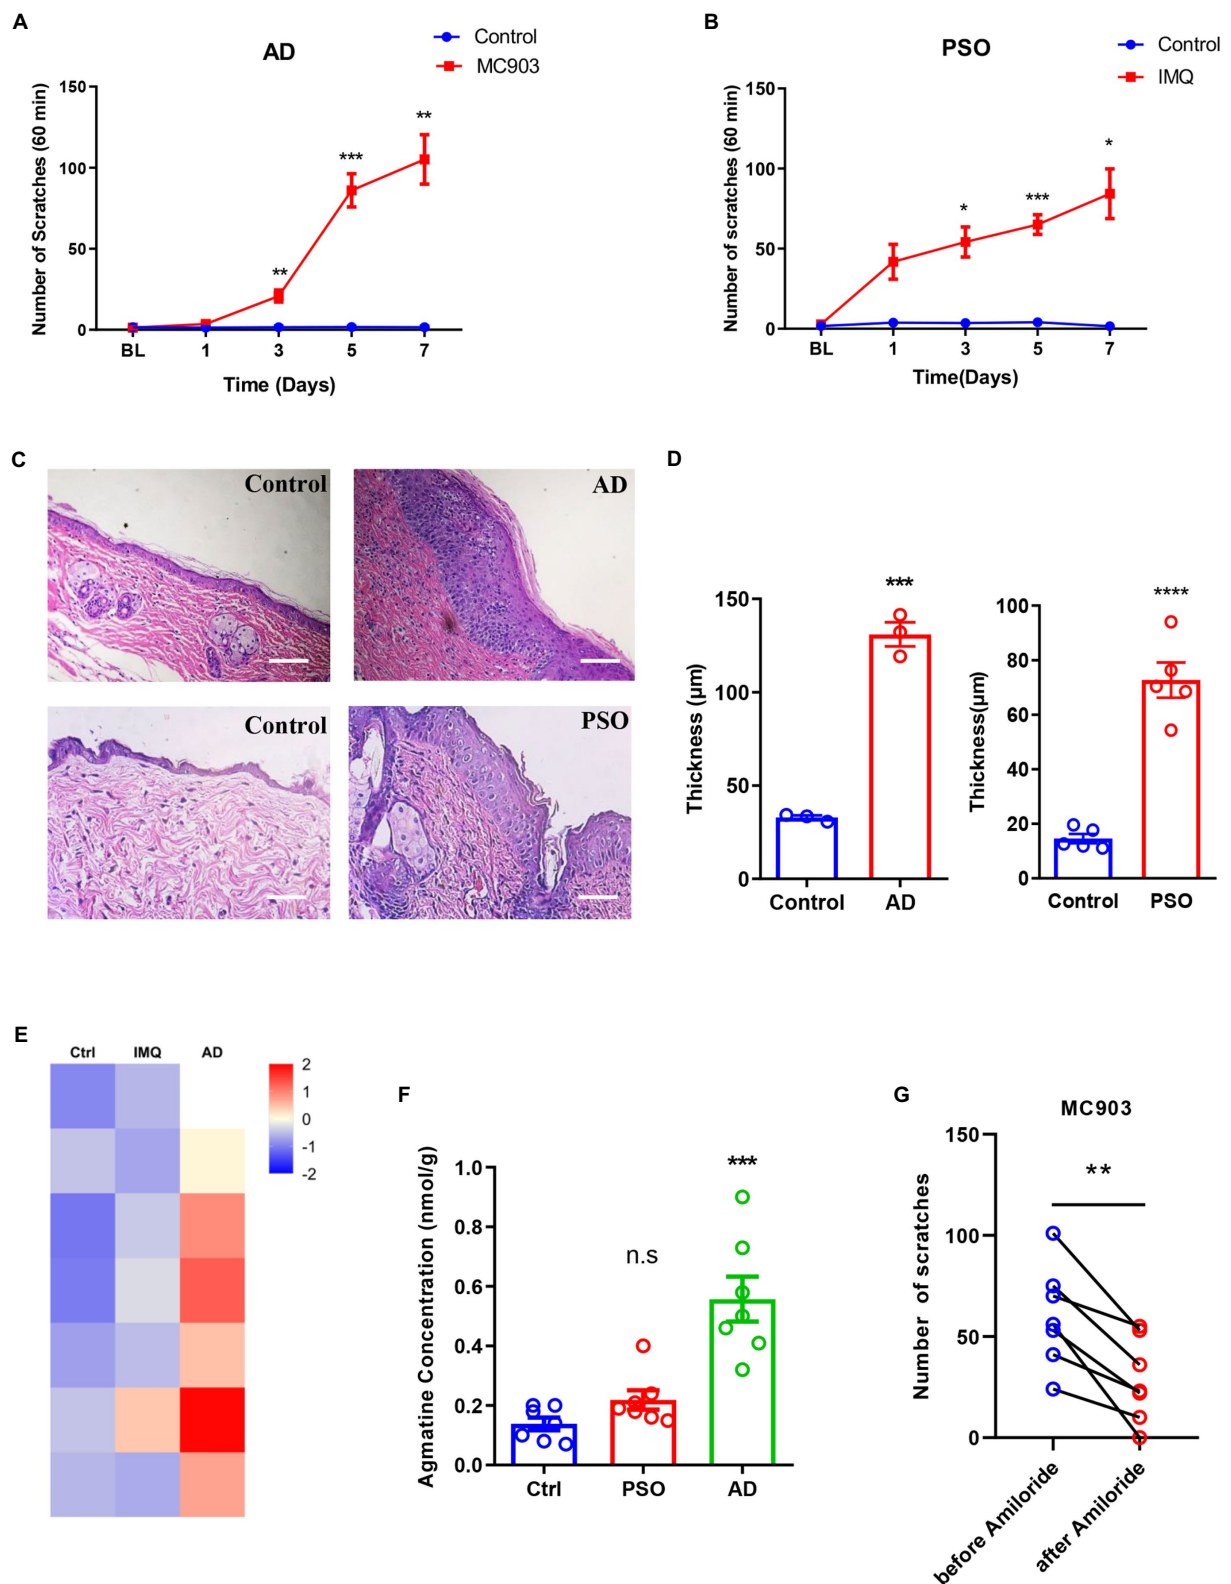 A
AD
Control
MC903
Number of Scratches (60 min)
150
100
50
0
**
***
**
BL 1 3 5 7
Time (Days)
B
PSO
Control
IMQ
Number of scratches (60 min)
150
100
50
0
*
***
*
BL 1 3 5 7
Time(Days)
C
Control
AD
Control
PSO
D
Thickness (μm)
150
100
50
0
***
Control AD
Thickness(μm)
100
80
60
40
20
0
****
Control PSO
E
Ctrl IMQ AD
2
1
0
-1
-2
F
Agmatine Concentration (nmol/g)
1.0
0.8
0.6
0.4
0.2
0.0
n.s
***
Ctrl PSO AD
G
MC903
Number of scratches
150
100
50
0
**
before Amiloride
after Amiloride